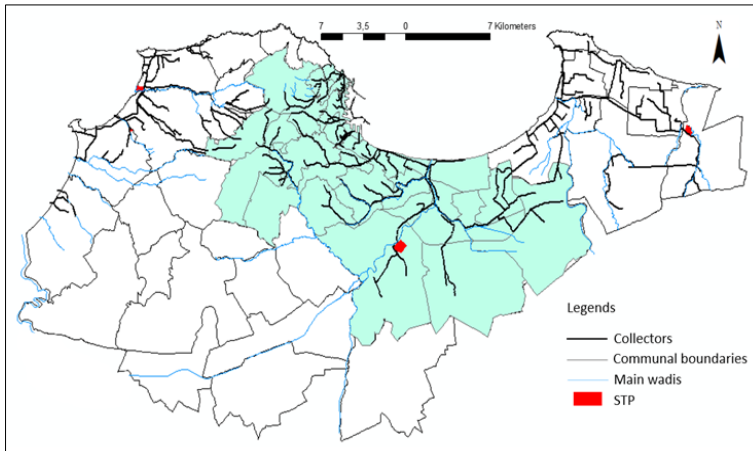 7 3,5 0 7 Kilometers
N
Legends
Collectors
Communal boundaries
Main wadis
STP